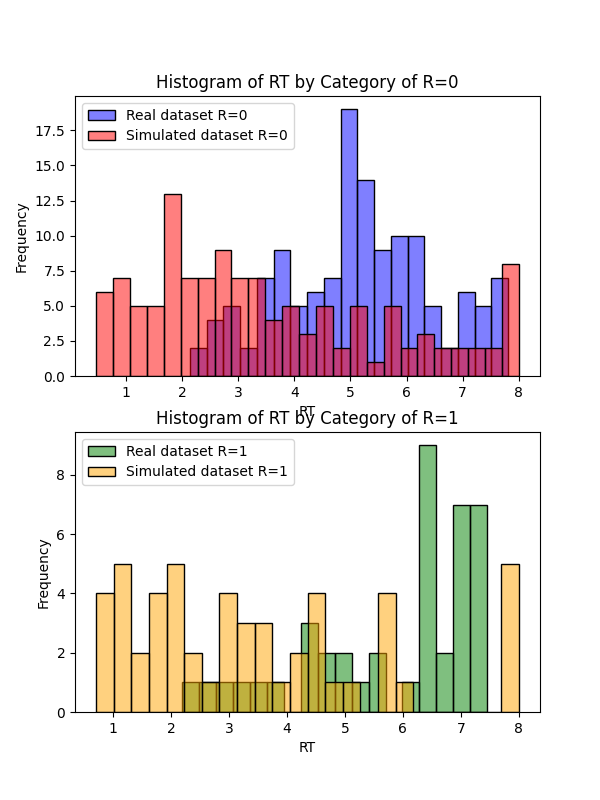 Histogram of RT by Category of R=0
Real dataset R=0
Simulated dataset R=0
Frequency
17.5
15.0
12.5
10.0
7.5
5.0
2.5
0.0
1 2 3 4 5 6 7 8
RT
Histogram of RT by Category of R=1
Real dataset R=1
Simulated dataset R=1
Frequency
8
6
4
2
0
1 2 3 4 5 6 7 8
RT